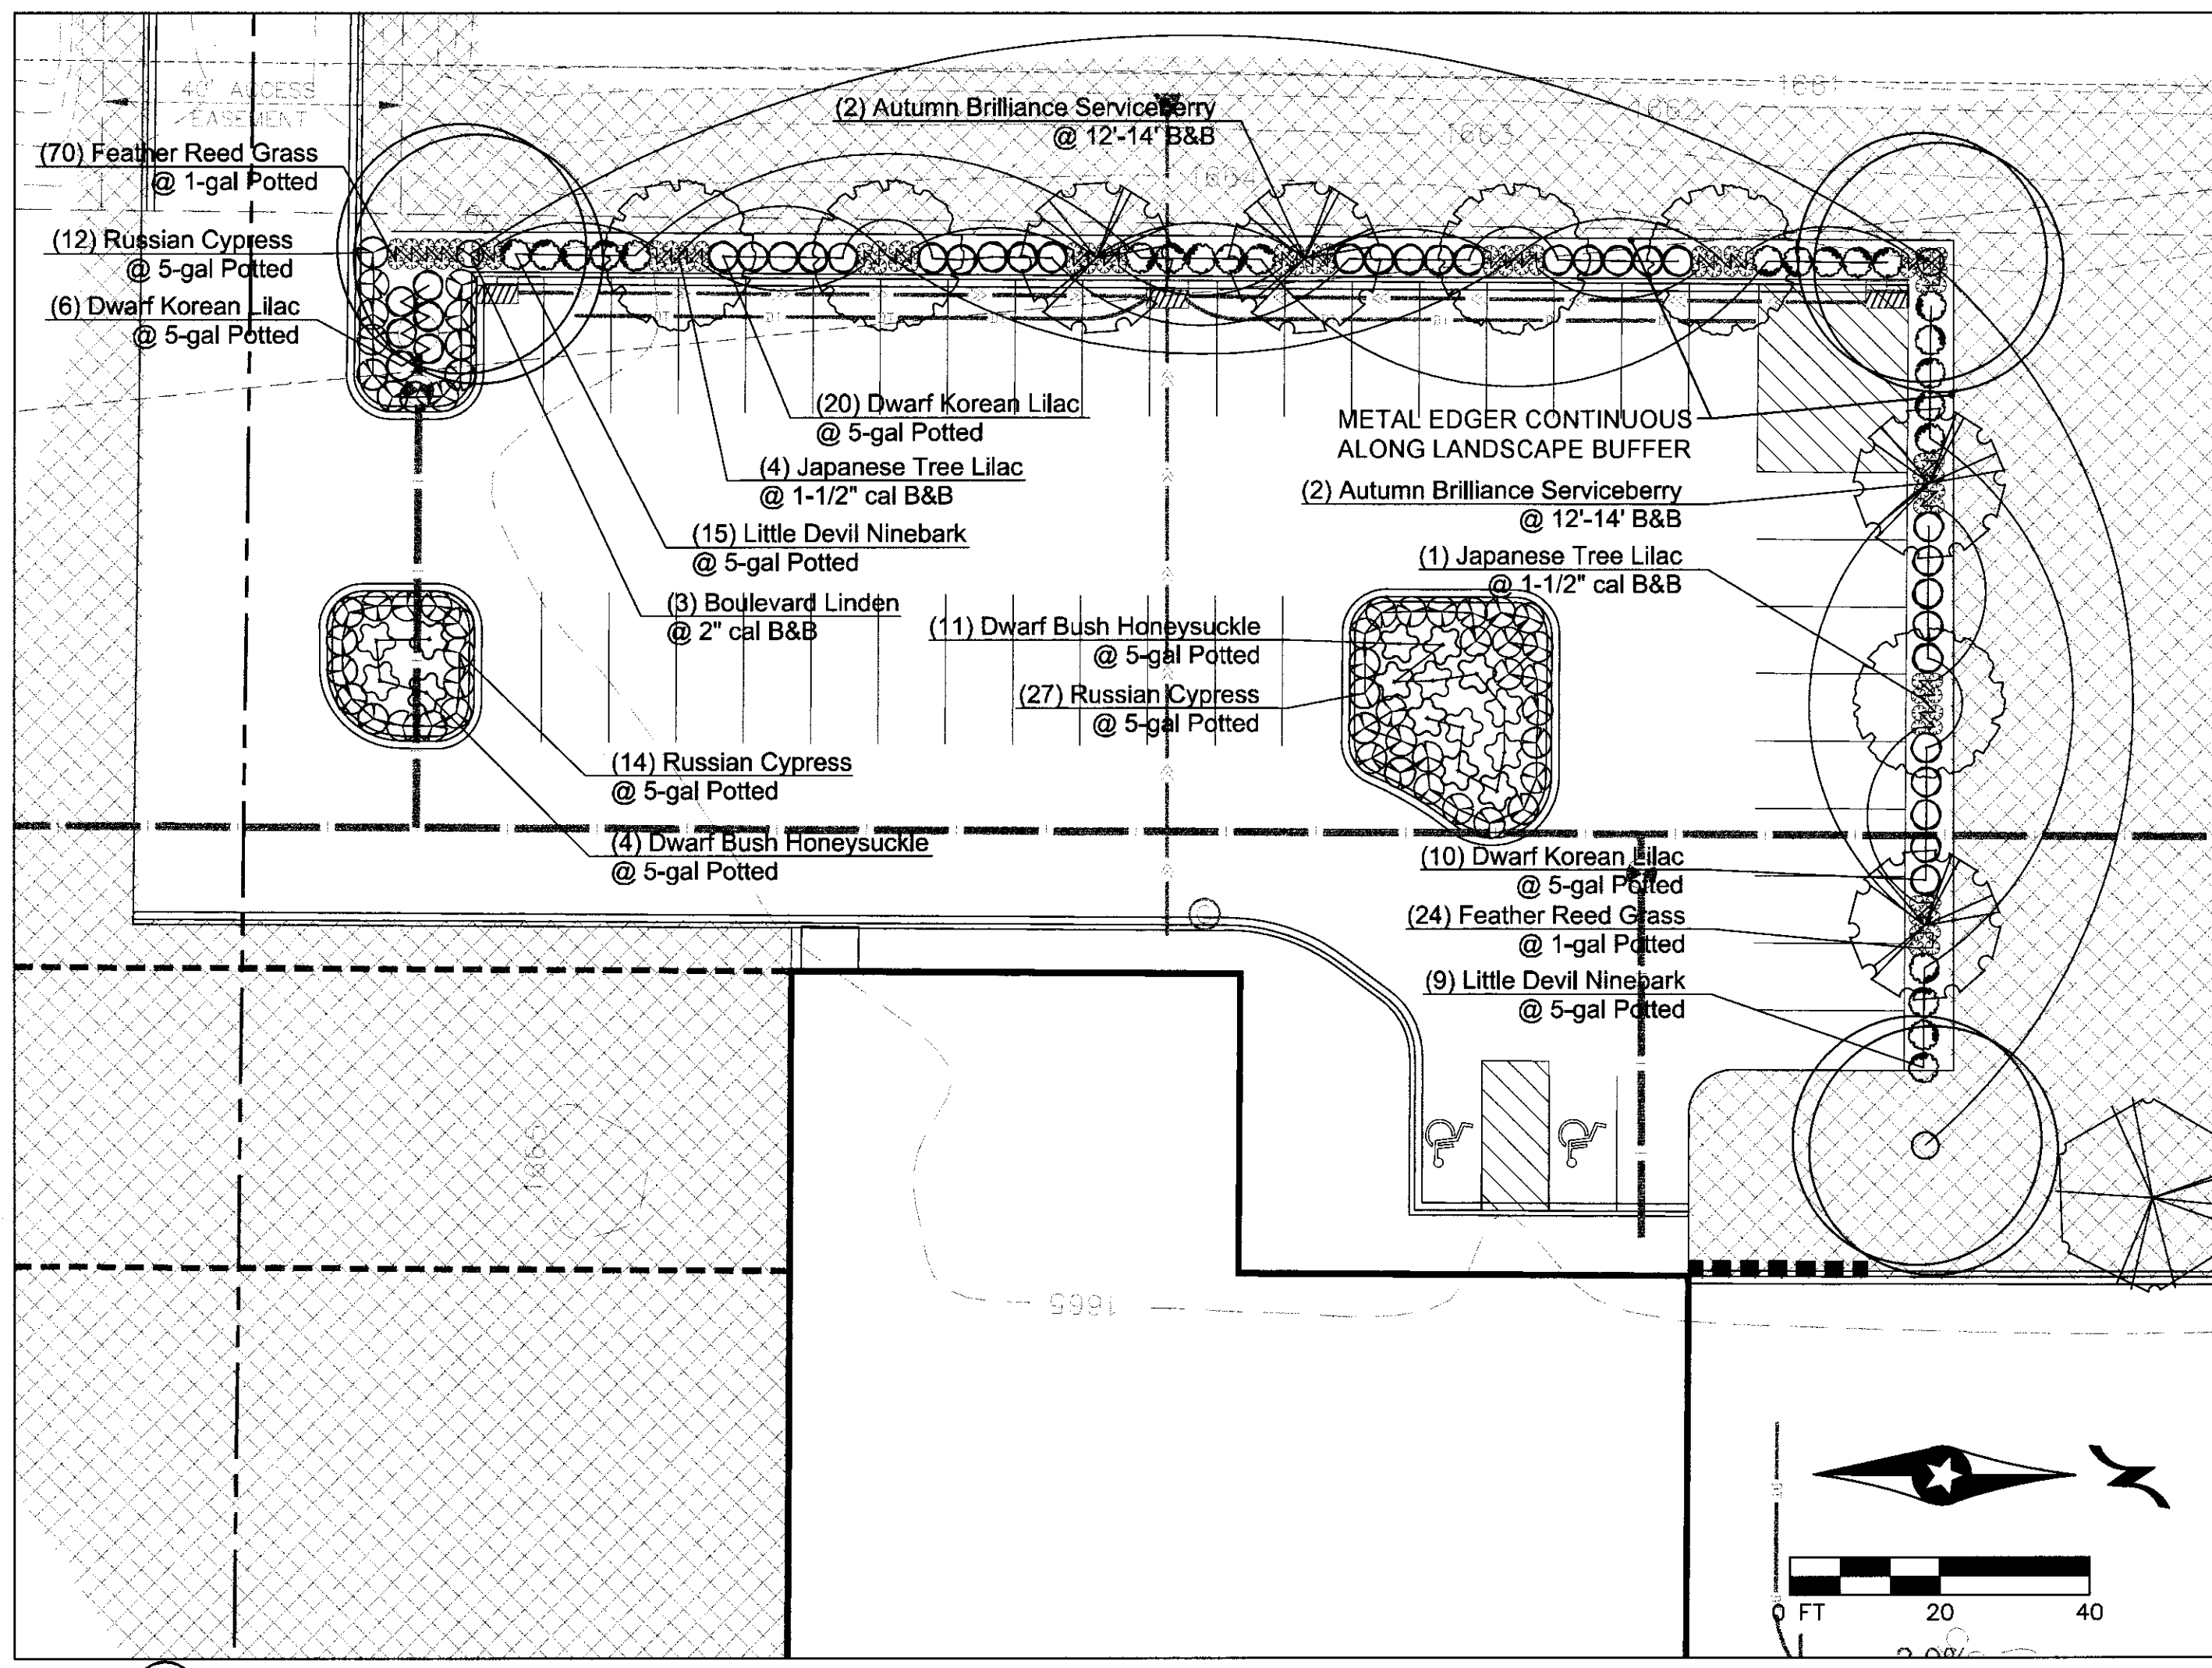 40' ACCESS
EASEMENT
1661
1662
1663
1664
(2) Autumn Brilliance Serviceberry
@ 12'-14' B&B
(70) Feather Reed Grass
@ 1-gal Potted
(12) Russian Cypress
@ 5-gal Potted
(6) Dwarf Korean Lilac
@ 5-gal Potted
(20) Dwarf Korean Lilac
@ 5-gal Potted
METAL EDGER CONTINUOUS
ALONG LANDSCAPE BUFFER
(4) Japanese Tree Lilac
@ 1-1/2" cal B&B
(2) Autumn Brilliance Serviceberry
@ 12'-14' B&B
(15) Little Devil Ninebark
@ 5-gal Potted
(1) Japanese Tree Lilac
@ 1-1/2" cal B&B
(3) Boulevard Linden
@ 2" cal B&B
(11) Dwarf Bush Honeysuckle
@ 5-gal Potted
(27) Russian Cypress
@ 5-gal Potted
(14) Russian Cypress
@ 5-gal Potted
(4) Dwarf Bush Honeysuckle
@ 5-gal Potted
(10) Dwarf Korean Lilac
@ 5-gal Potted
(24) Feather Reed Grass
@ 1-gal Potted
(9) Little Devil Ninebark
@ 5-gal Potted
1665
1665
N
0 FT 20 40